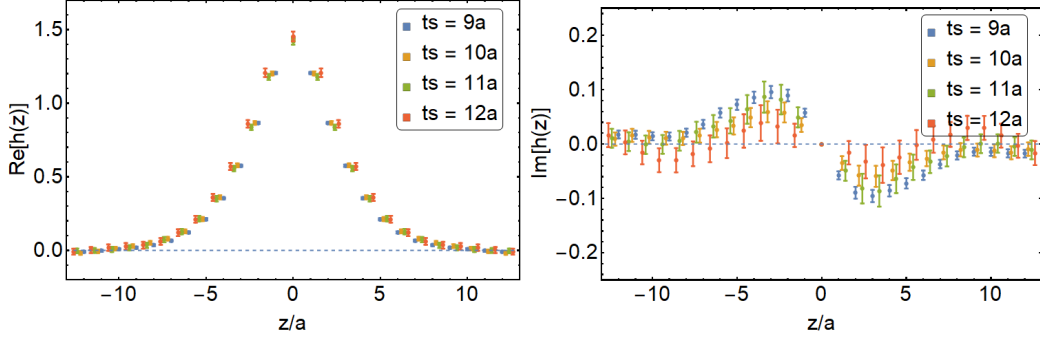 ts = 9a
ts = 10a
ts = 11a
ts = 12a
Re[h(z)]
1.5
1.0
0.5
0.0
−10
−5
0
5
10
z/a
ts = 9a
ts = 10a
ts = 11a
ts = 12a
Im[h(z)]
0.2
0.1
0.0
−0.1
−0.2
−10
−5
0
5
10
z/a